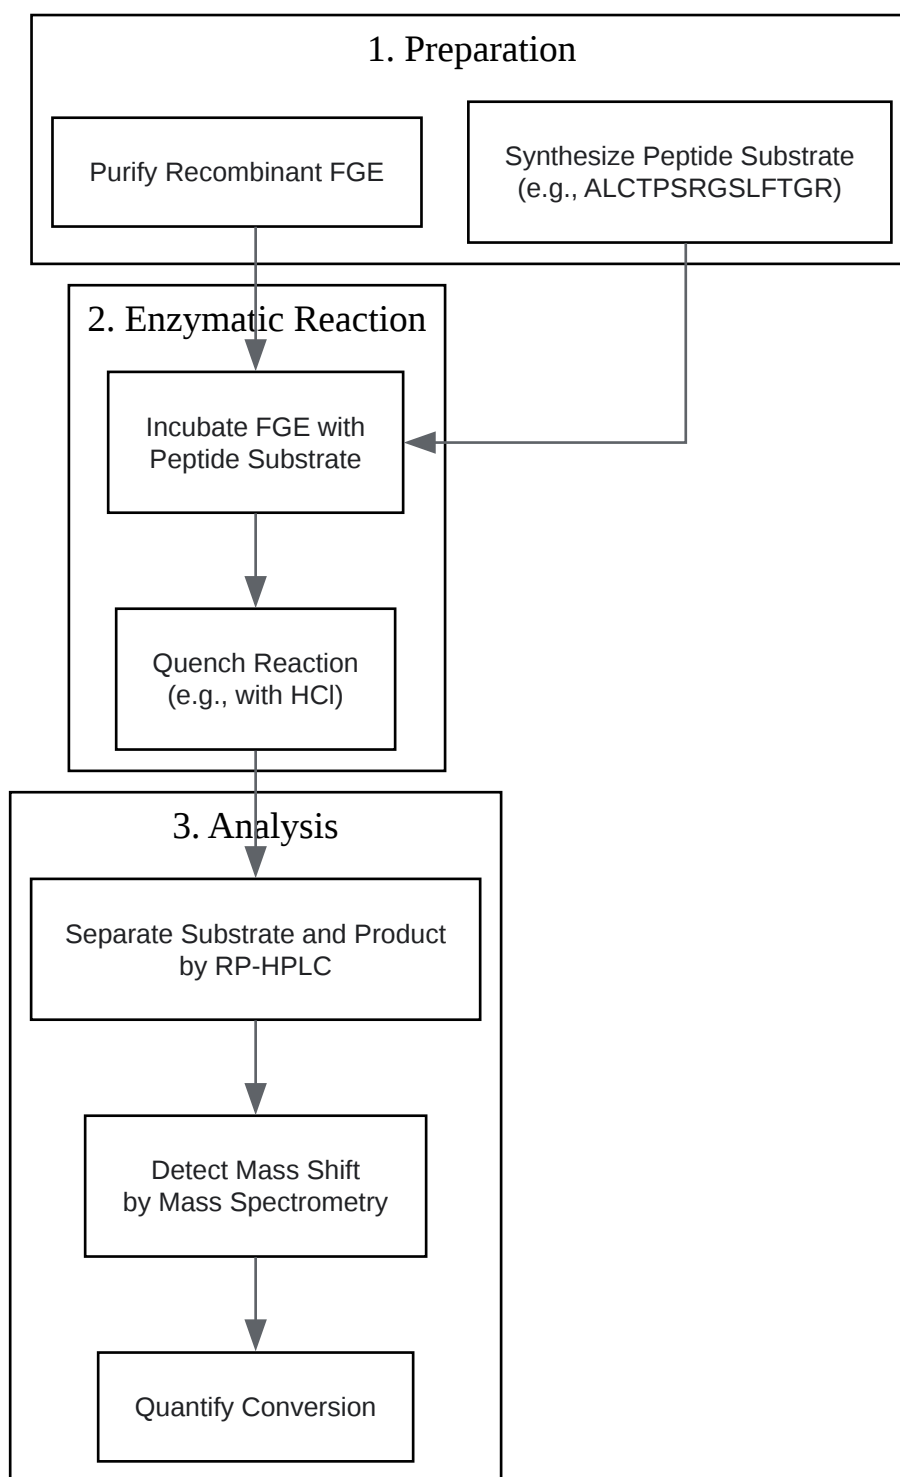 1. Preparation
Purify Recombinant FGE
Synthesize Peptide Substrate
(e.g., ALCTPSRGSLFTGR)
2. Enzymatic Reaction
Incubate FGE with
Peptide Substrate
Quench Reaction
(e.g., with HCl)
3. Analysis
Separate Substrate and Product
by RP-HPLC
Detect Mass Shift
by Mass Spectrometry
Quantify Conversion